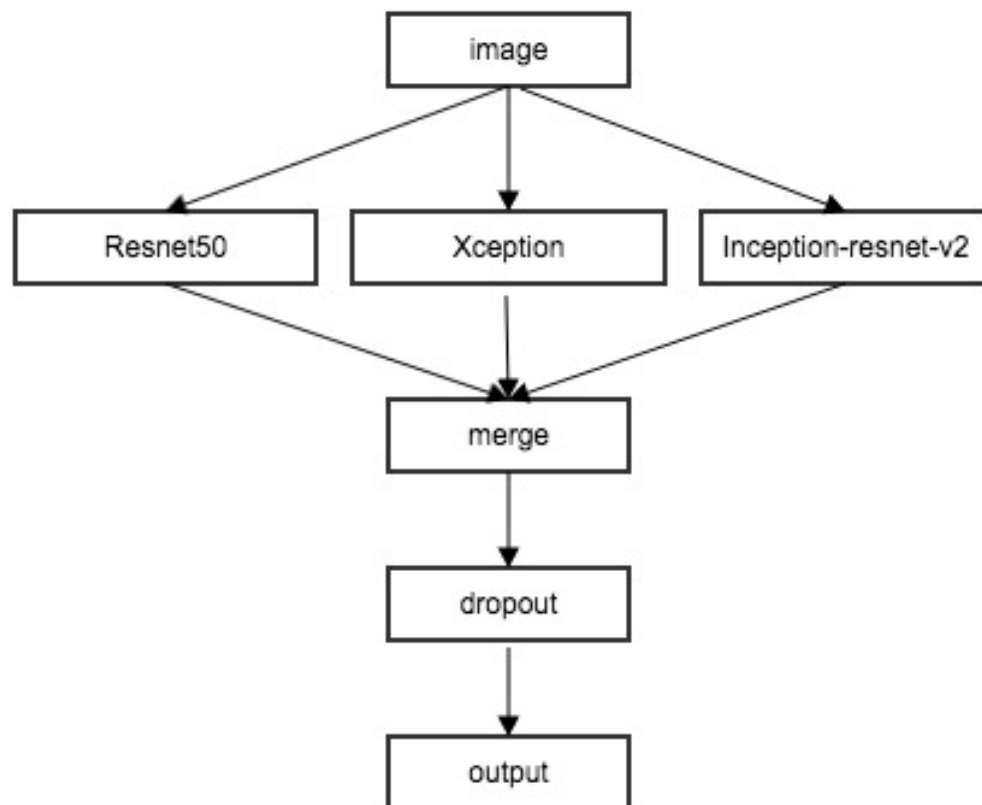 image
Resnet50
Xception
Inception-resnet-v2
merge
dropout
output